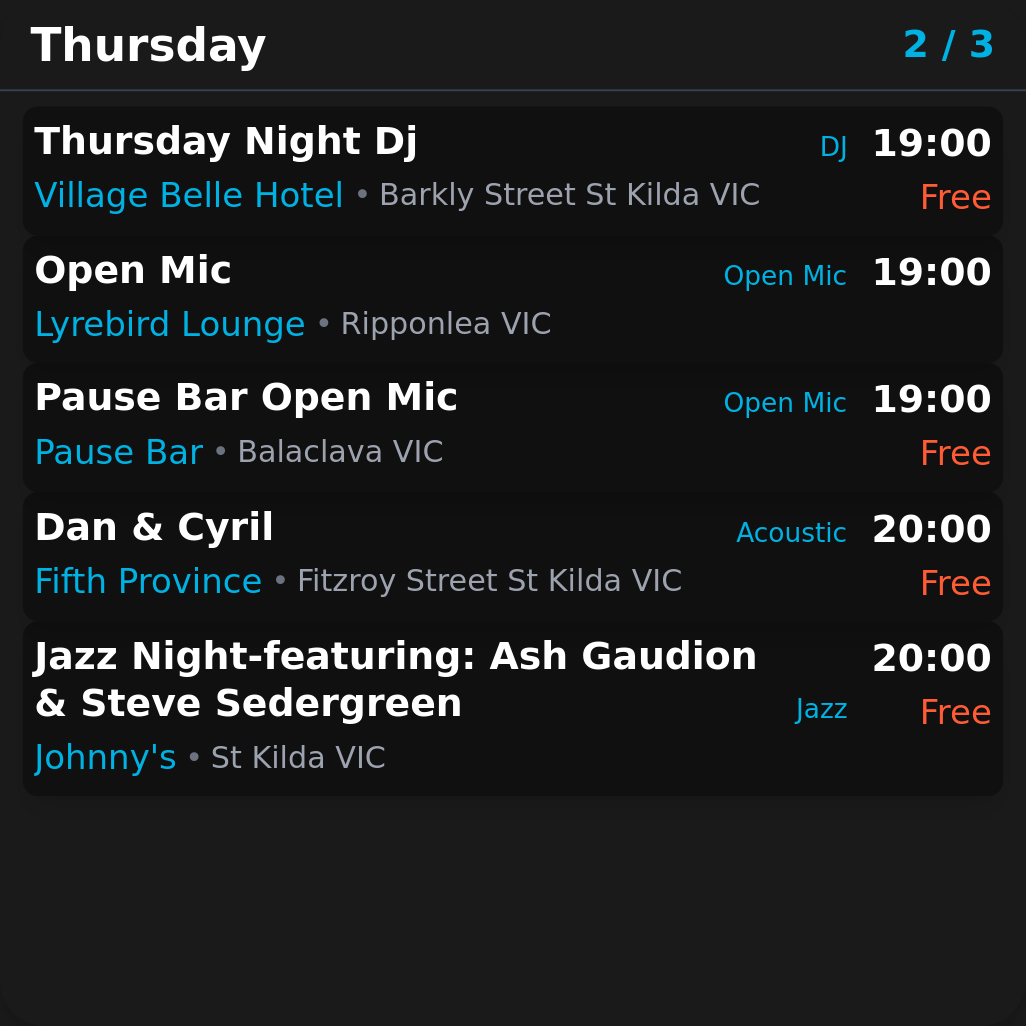 Thursday 2 / 3
Thursday Night Dj DJ 19:00
Village Belle Hotel • Barkly Street St Kilda VIC Free
Open Mic Open Mic 19:00
Lyrebird Lounge • Ripponlea VIC
Pause Bar Open Mic Open Mic 19:00
Pause Bar • Balaclava VIC Free
Dan & Cyril Acoustic 20:00
Fifth Province • Fitzroy Street St Kilda VIC Free
Jazz Night-featuring: Ash Gaudion 20:00
& Steve Sedergreen Jazz Free
Johnny's • St Kilda VIC